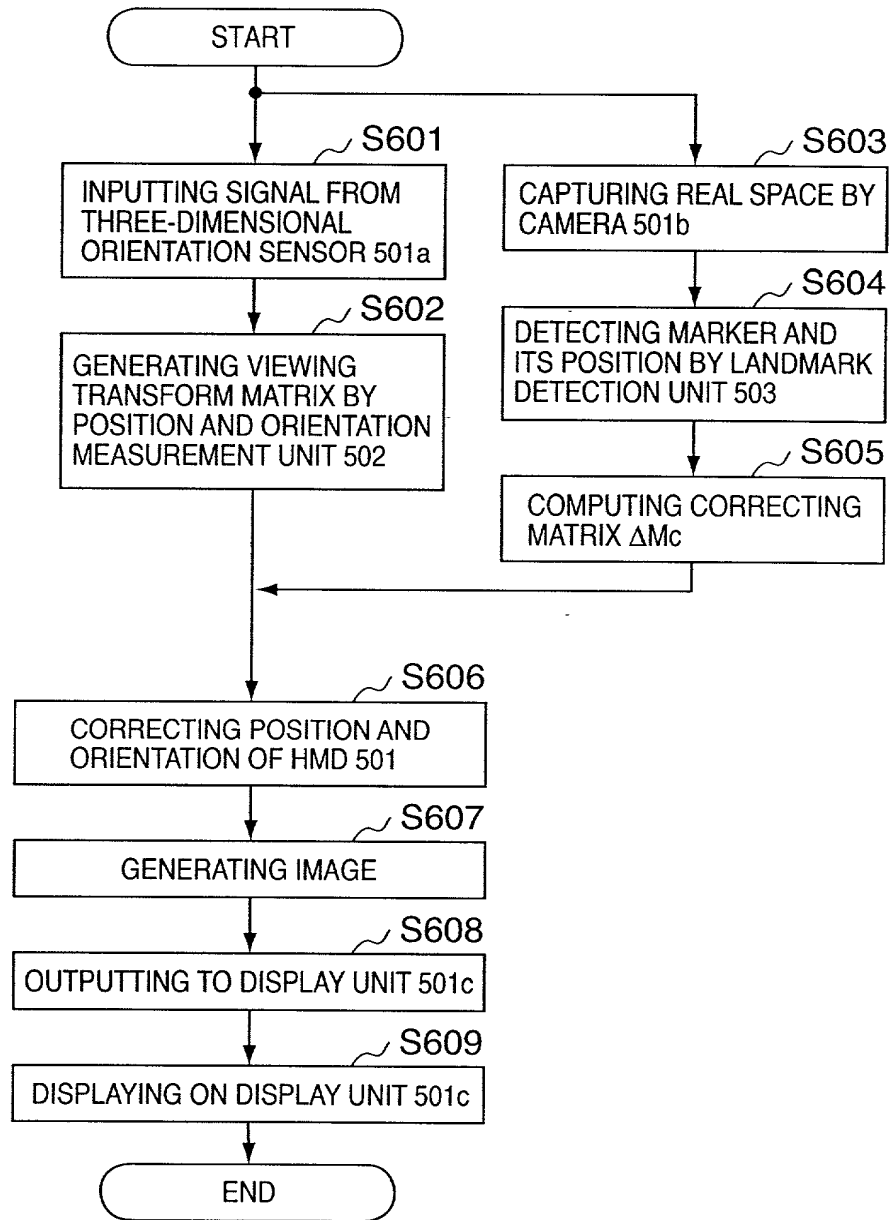 START
S601
INPUTTING SIGNAL FROM
THREE-DIMENSIONAL
ORIENTATION SENSOR 501a
S602
GENERATING VIEWING
TRANSFORM MATRIX BY
POSITION AND ORIENTATION
MEASUREMENT UNIT 502
S603
CAPTURING REAL SPACE BY
CAMERA 501b
S604
DETECTING MARKER AND
ITS POSITION BY LANDMARK
DETECTION UNIT 503
S605
COMPUTING CORRECTING
MATRIX ΔMc
S606
CORRECTING POSITION AND
ORIENTATION OF HMD 501
S607
GENERATING IMAGE
S608
OUTPUTTING TO DISPLAY UNIT 501c
S609
DISPLAYING ON DISPLAY UNIT 501c
END